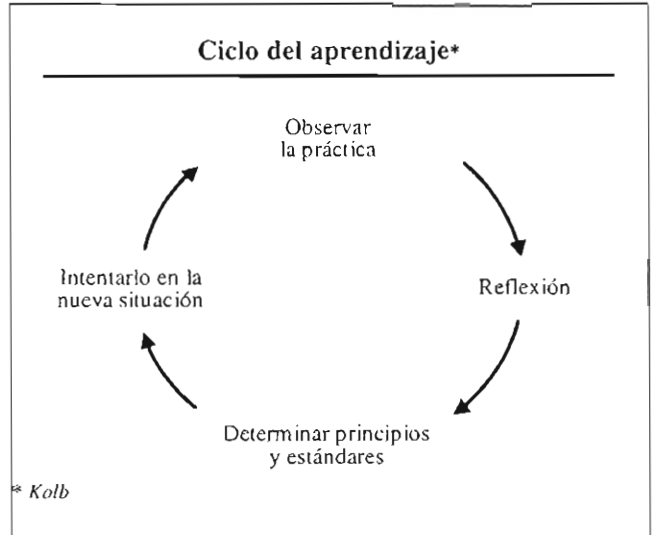 Ciclo del aprendizaje*
Observar
la práctica
Reflexión
Determinar principios
y estándares
Intentarlo en la
nueva situación
* Kolb